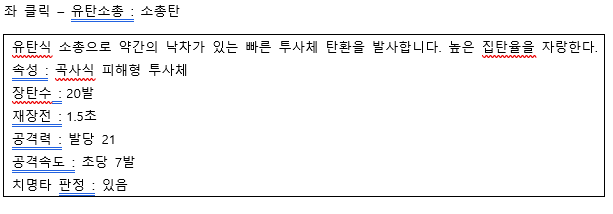 좌 클릭 – 유탄소총 : 소총탄
유탄식 소총으로 약간의 낙차가 있는 빠른 투사체 탄환을 발사합니다. 높은 집탄율을 자랑한다.
속성 : 곡사식 피해형 투사체
장탄수 : 20발
재장전 : 1.5초
공격력 : 발당 21
공격속도 : 초당 7발
치명타 판정 : 있음